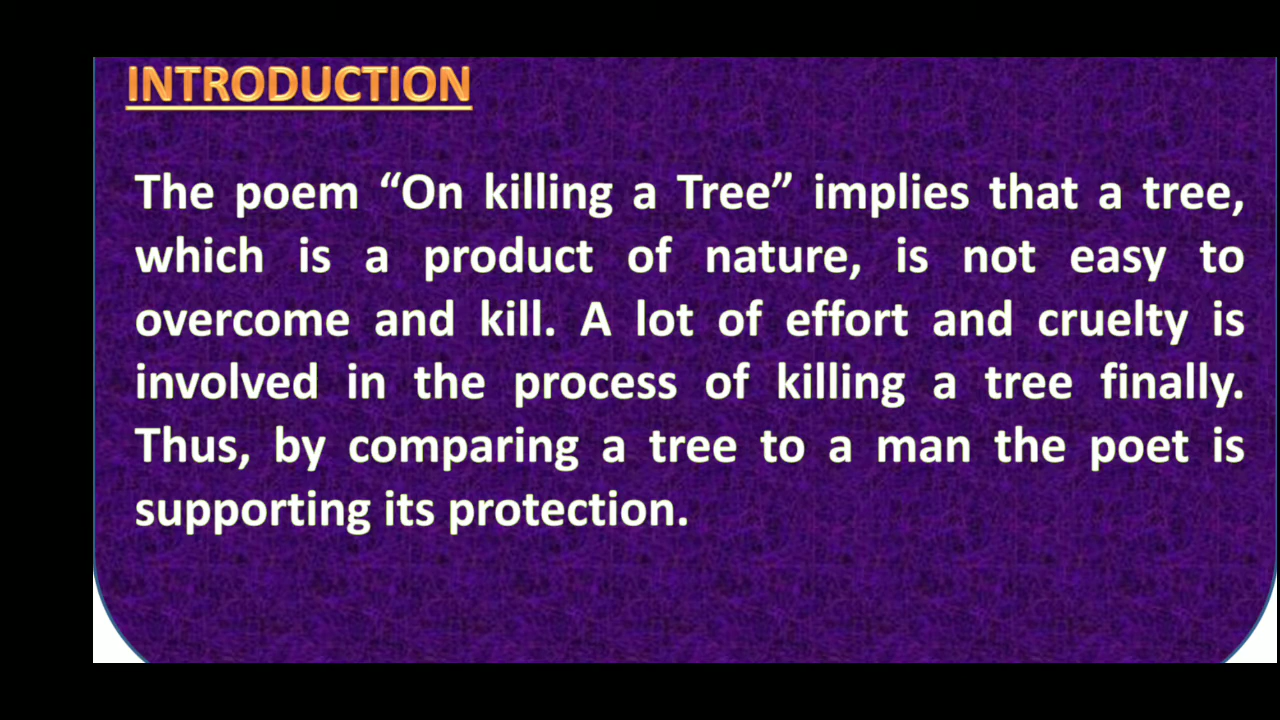 INTRODUCTION
The poem “On killing a Tree” implies that a tree,
which is a product of nature, is not easy to
overcome and kill. A lot of effort and cruelty is
involved in the process of killing a tree finally.
Thus, by comparing a tree to a man the poet is
supporting its protection.